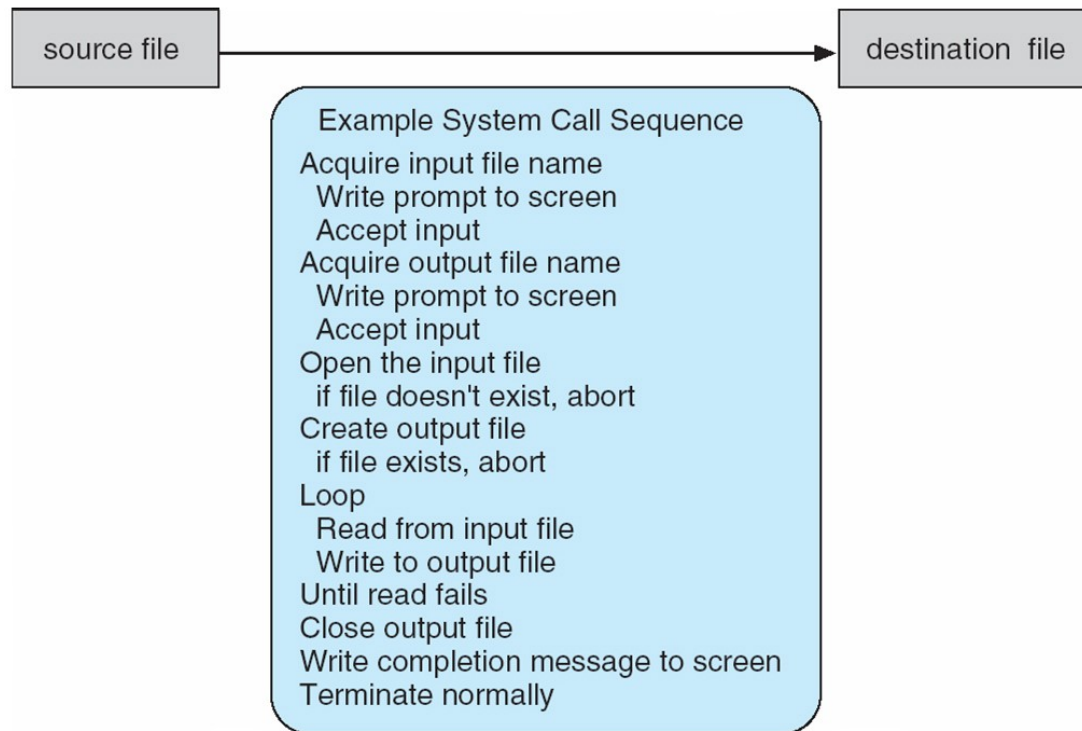 source file
destination file
Example System Call Sequence
Acquire input file name
Write prompt to screen
Accept input
Acquire output file name
Write prompt to screen
Accept input
Open the input file
if file doesn't exist, abort
Create output file
if file exists, abort
Loop
Read from input file
Write to output file
Until read fails
Close output file
Write completion message to screen
Terminate normally